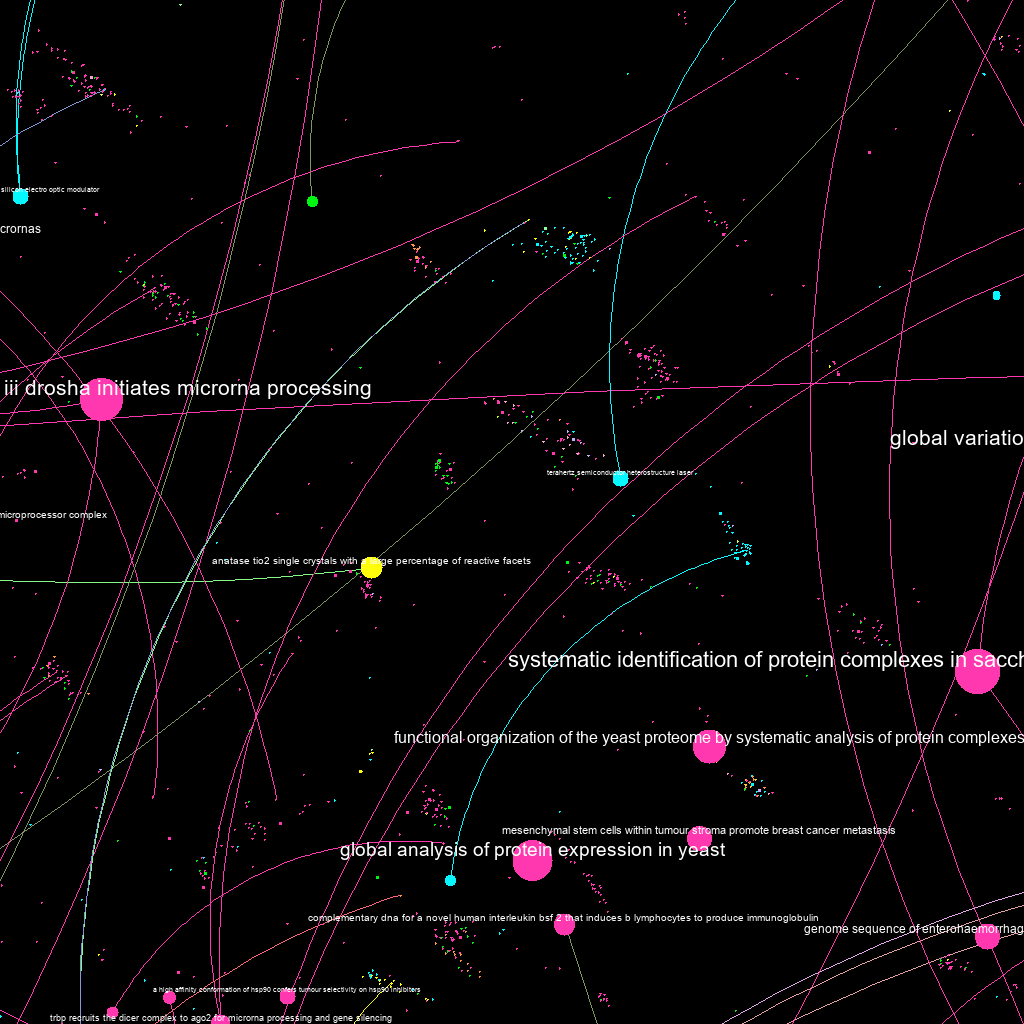 silicon electro optic modulator
crornas
iii drosha initiates microrna processing
global variatio
terahertz semiconductor heterostructure laser
microprocessor complex
anatase tio2 single crystals with a large percentage of reactive facets
systematic identification of protein complexes in sacch
functional organization of the yeast proteome by systematic analysis of protein complexes
mesenchymal stem cells within tumour stroma promote breast cancer metastasis
global analysis of protein expression in yeast
complementary dna for a novel human interleukin bsf 2 that induces b lymphocytes to produce immunoglobulin
genome sequence of enterohaemorrhag
a high affinity conformation of hsp90 confers tumour selectivity on hsp90 inhibitors
trbp recruits the dicer complex to ago2 for microrna processing and gene silencing